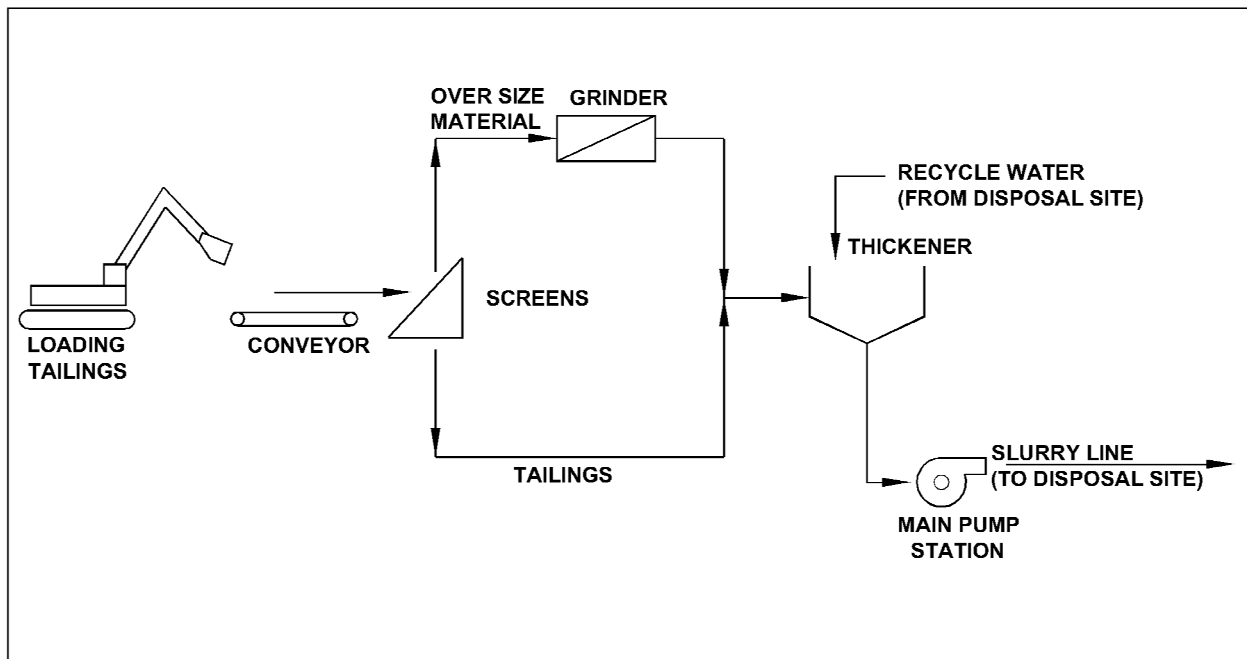 OVER SIZE
MATERIAL
GRINDER
RECYCLE WATER
(FROM DISPOSAL SITE)
THICKENER
SCREENS
LOADING
TAILINGS
CONVEYOR
TAILINGS
SLURRY LINE
(TO DISPOSAL SITE)
MAIN PUMP
STATION